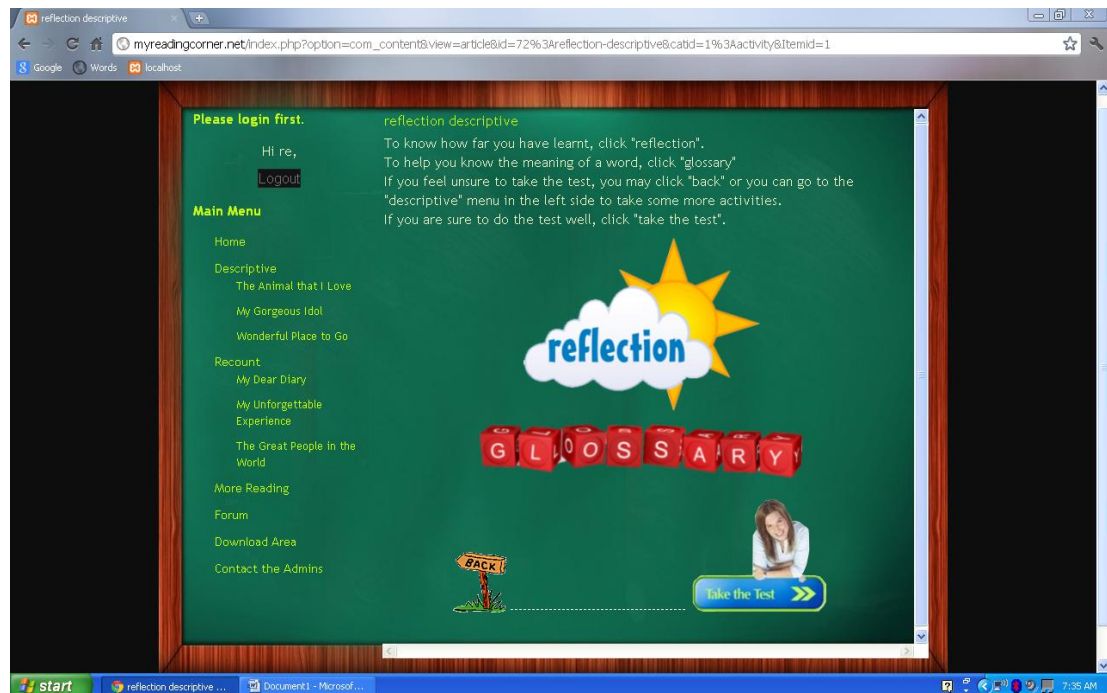 reflection descriptive
myreadingcorner.net/index.php?option=com_content&view=article&id=72%3Areflection-descriptive&catid=1%3Aactivity&Itemid=1
Google Words localhost
Please login first.
Hi re,
Logout
Main Menu
Home
Descriptive
The Animal that I Love
My Gorgeous Idol
Wonderful Place to Go
Recount
My Dear Diary
My Unforgettable
Experience
The Great People in the
World
More Reading
Forum
Download Area
Contact the Admins
reflection descriptive
To know how far you have learnt, click "reflection".
To help you know the meaning of a word, click "glossary"
If you feel unsure to take the test, you may click "back" or you can go to the
"descriptive" menu in the left side to take some more activities.
If you are sure to do the test well, click "take the test".
reflection
GLOSSARY
BACK
Take the Test
start
reflection descriptive ...
Document1 - Microsof...
7:35 AM